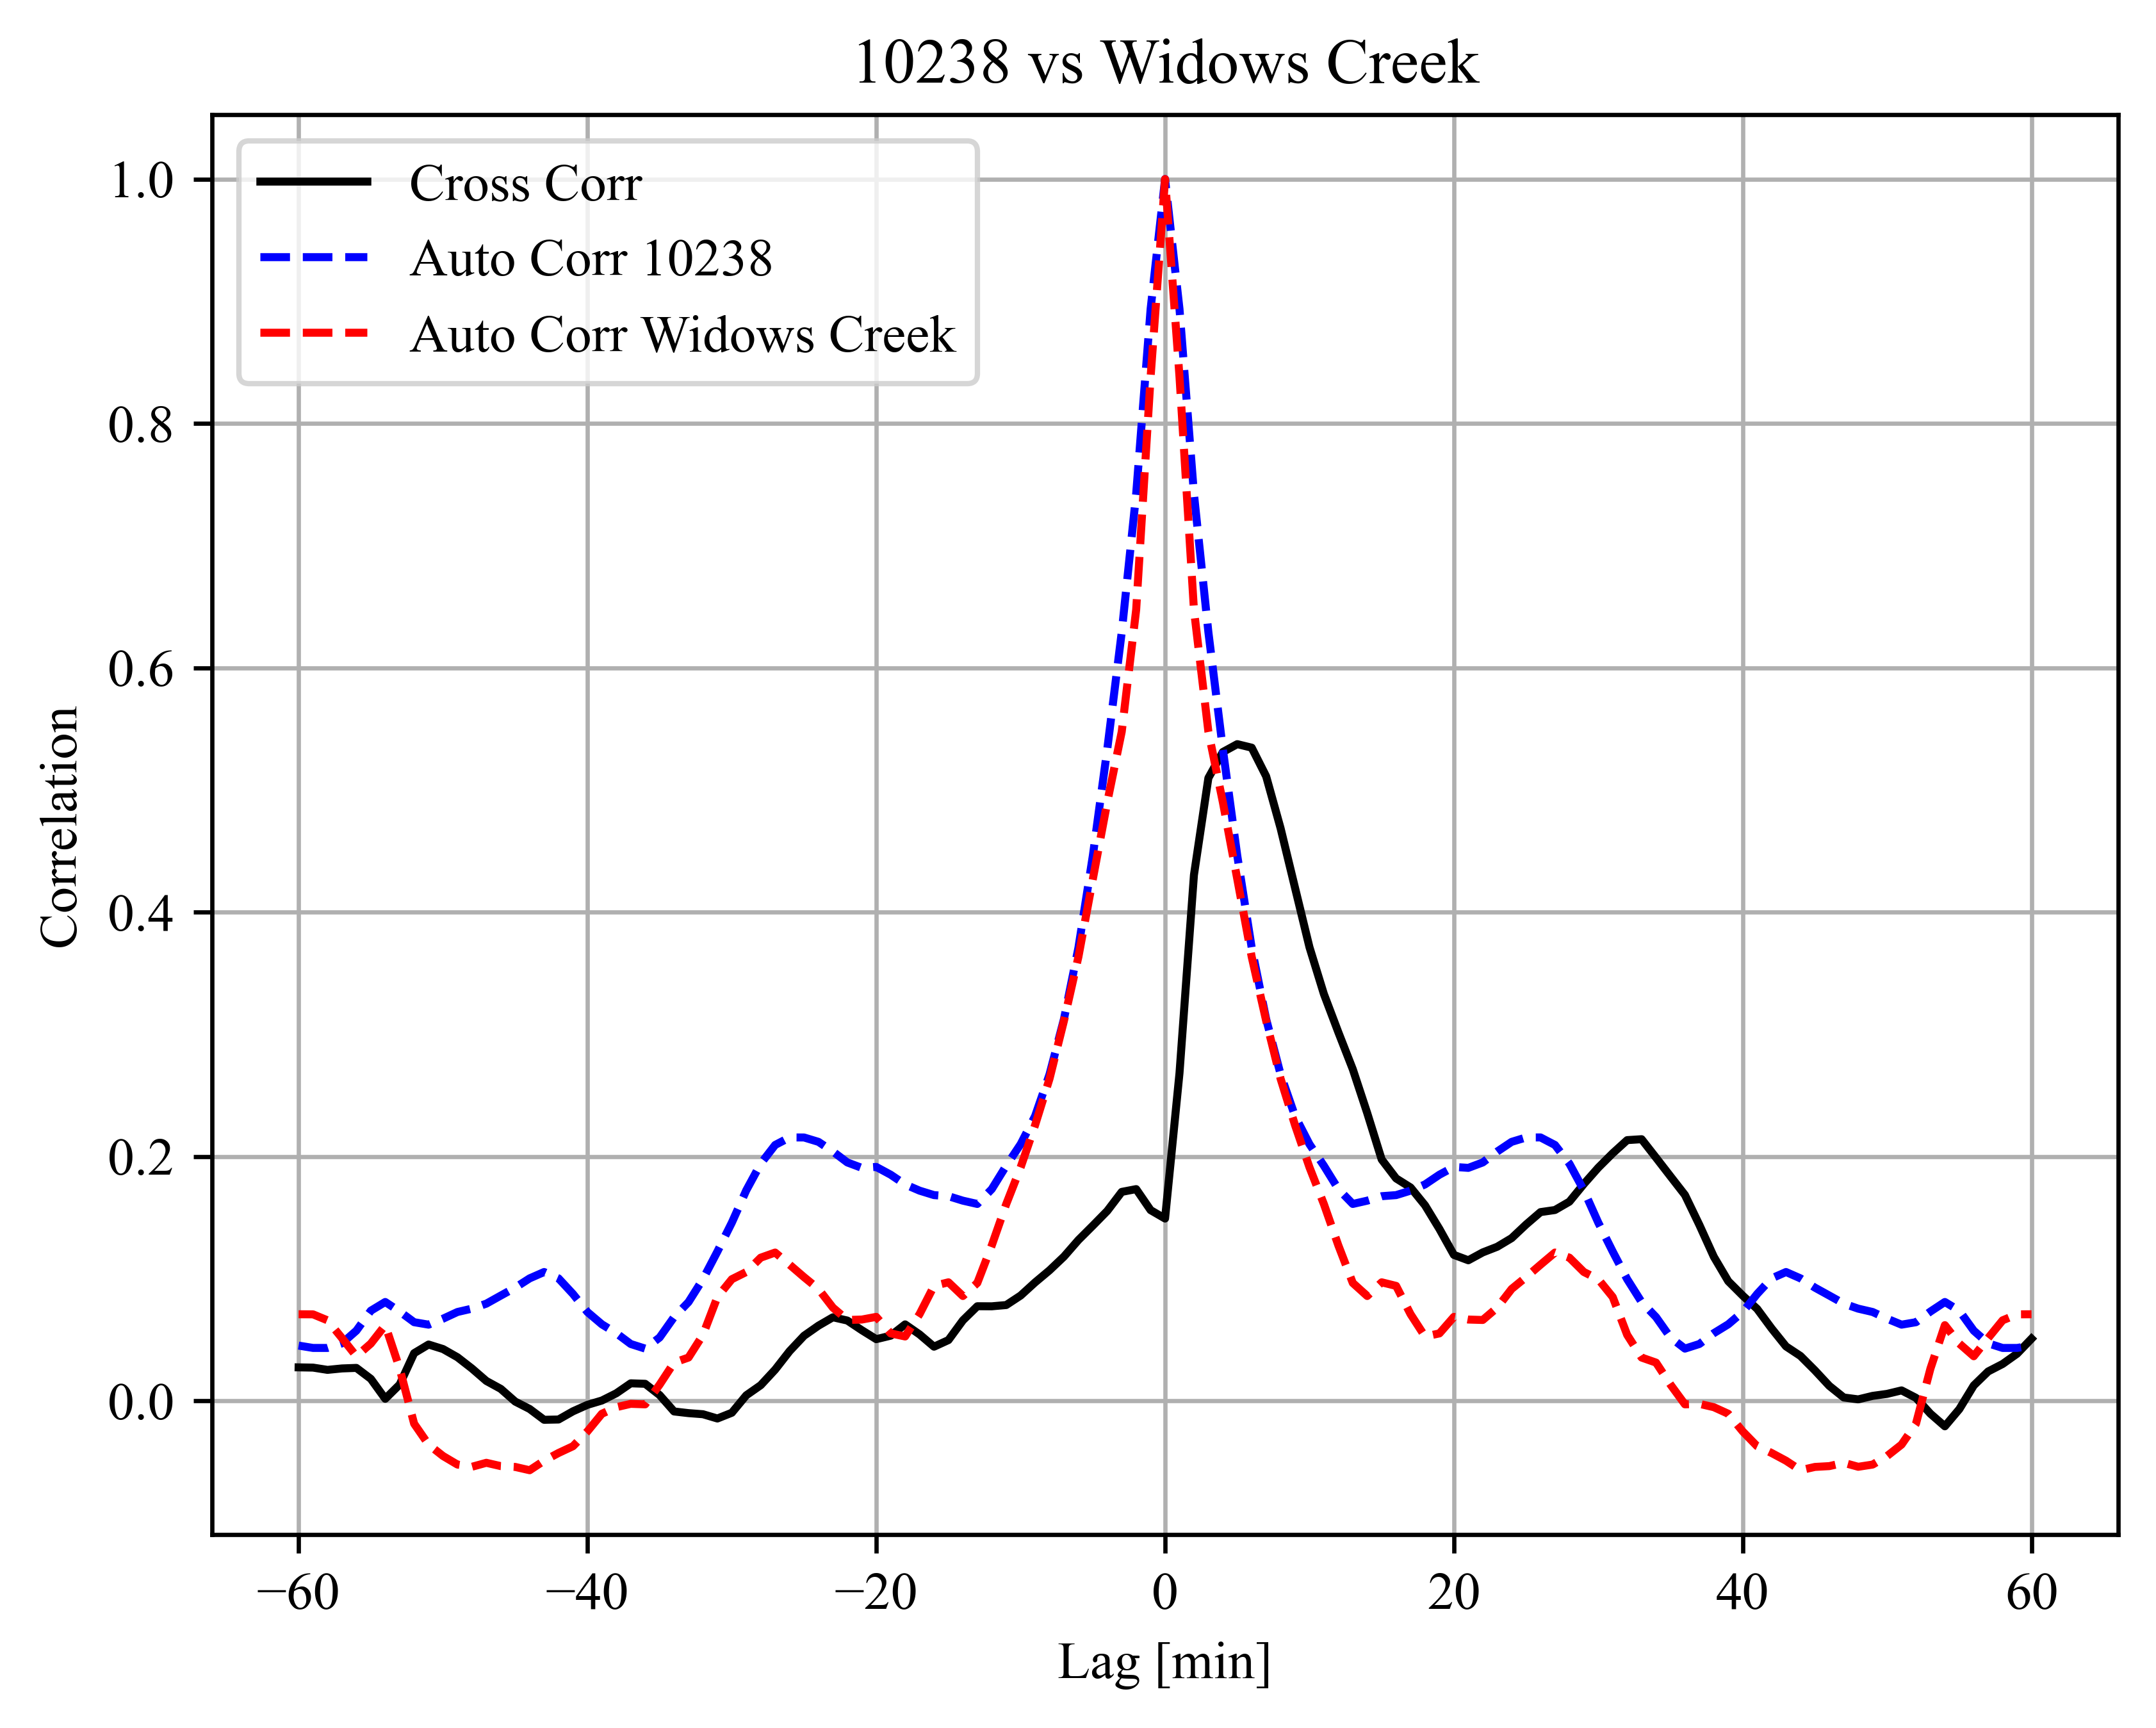 10238 vs Widows Creek
Cross Corr
Auto Corr 10238
Auto Corr Widows Creek
1.0
0.8
0.6
0.4
0.2
0.0
Correlation
−60 −40 −20 0 20 40 60
Lag [min]